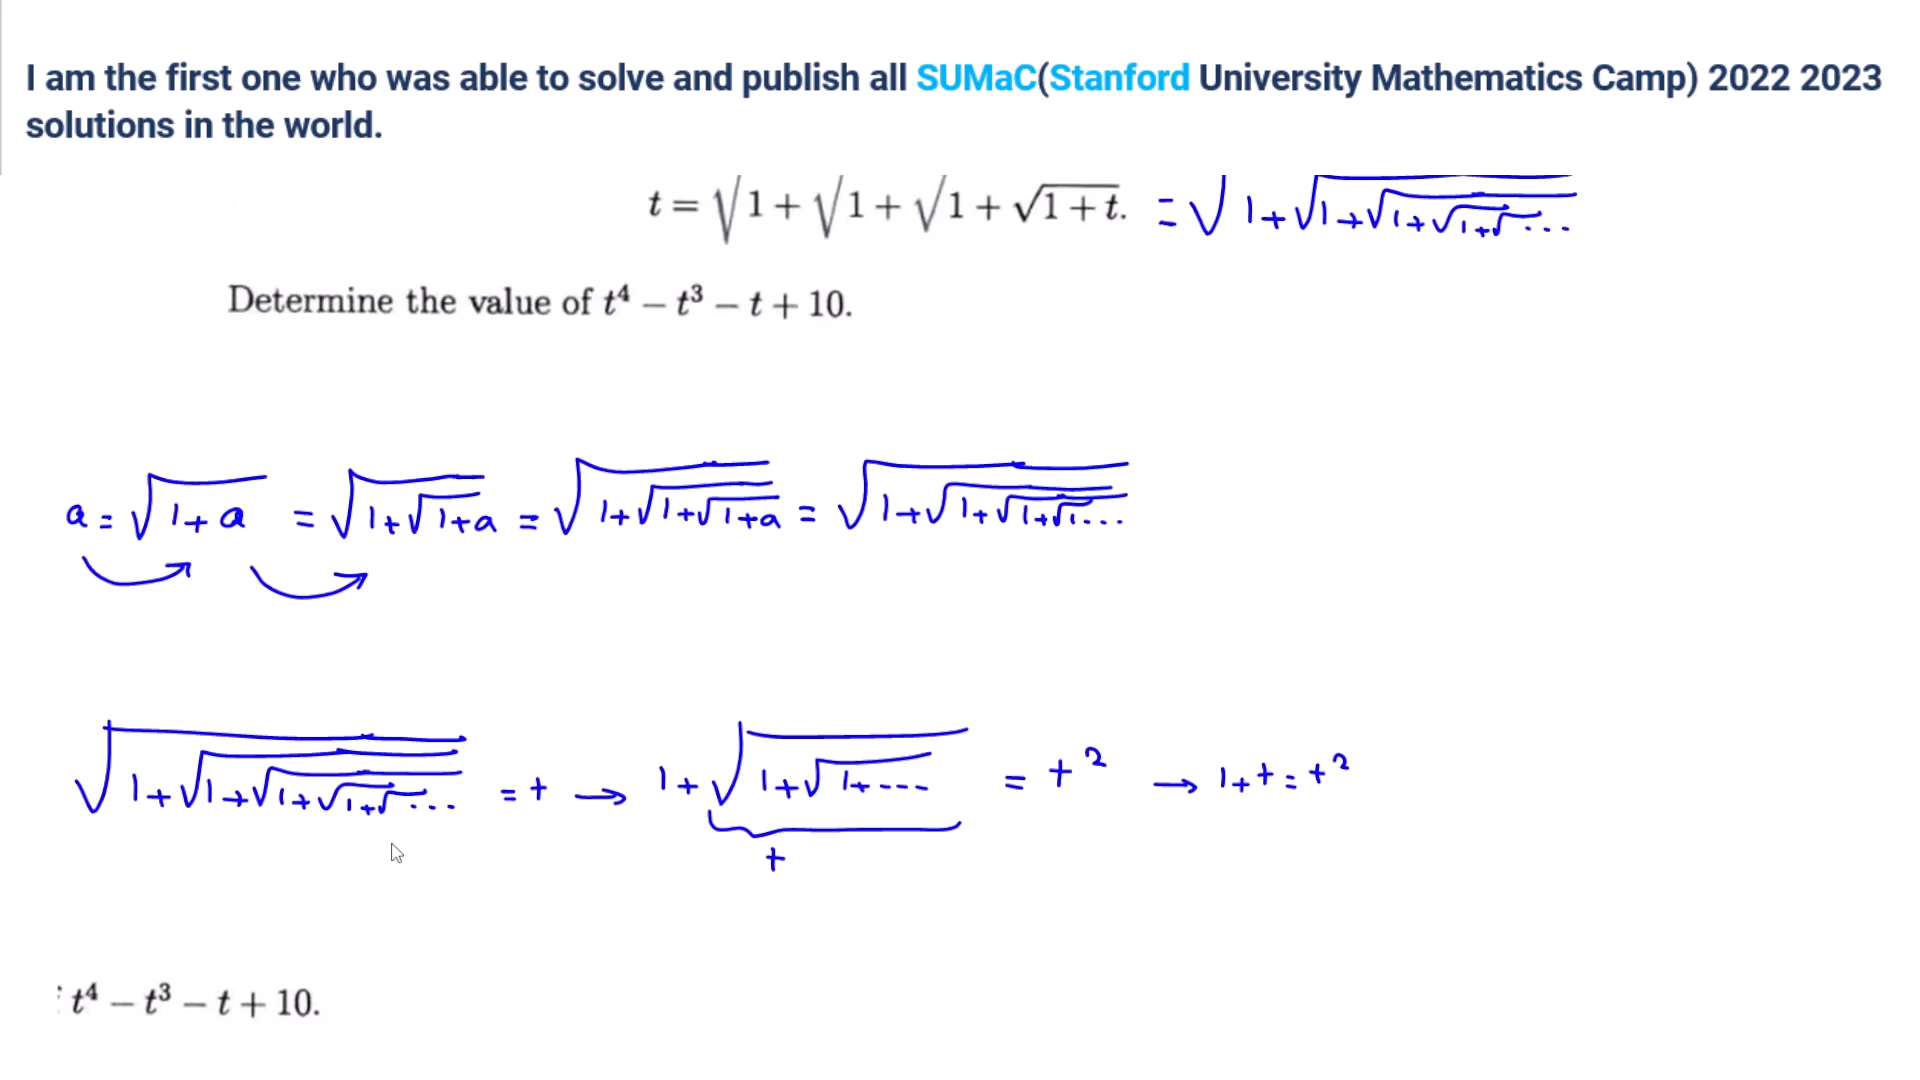 I am the first one who was able to solve and publish all SUMaC(Stanford University Mathematics Camp) 2022 2023
solutions in the world.
t = √1 + √1 + √1 + √1 + t. = √1+√1+√1+√1+√...
Determine the value of t⁴ − t³ − t + 10.
a = √1+a = √1+√1+a = √1+√1+√1+a = √1+√1+√1+√1...
√1+√1+√1+√1+√... = t → 1+√1+√1+--- = t² → 1+t = t²
t
t⁴ − t³ − t + 10.